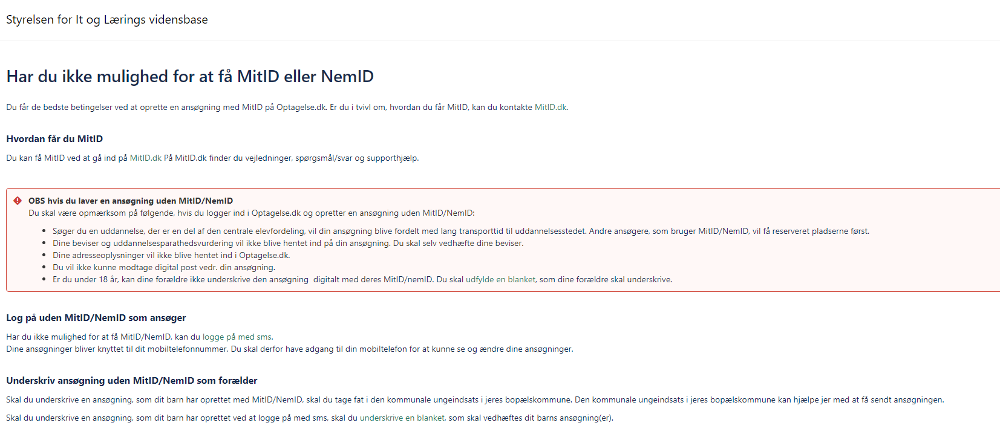 Styrelsen for It og Lærings vidensbase
Har du ikke mulighed for at få MitID eller NemID
Du får de bedste betingelser ved at oprette en ansøgning med MitID på Optagelse.dk. Er du i tvivl om, hvordan du får MitID, kan du kontakte MitID.dk.
Hvordan får du MitID
Du kan få MitID ved at gå ind på MitID.dk På MitID.dk finder du vejledninger, spørgsmål/svar og supporthjælp.
OBS hvis du laver en ansøgning uden MitID/NemID
Du skal være opmærksom på følgende, hvis du logger ind i Optagelse.dk og opretter en ansøgning uden MitID/NemID:
• Søger du en uddannelse, der er en del af den centrale elevfordeling, vil din ansøgning blive fordelt med lang transporttid til uddannelsesstedet. Andre ansøgere, som bruger MitID/NemID, vil få reserveret pladserne først.
• Dine beviser og uddannelsesparathedsvurdering vil ikke blive hentet ind på din ansøgning. Du skal selv vedhæfte dine beviser.
• Dine adresseoplysninger vil ikke blive hentet ind i Optagelse.dk.
• Du vil ikke kunne modtage digital post vedr. din ansøgning.
• Er du under 18 år, kan dine forældre ikke underskrive den ansøgning  digitalt med deres MitID/nemID. Du skal udfylde en blanket, som dine forældre skal underskrive.
Log på uden MitID/NemID som ansøger
Har du ikke mulighed for at få MitID/NemID, kan du logge på med sms.
Dine ansøgninger bliver knyttet til dit mobiltelefonnummer. Du skal derfor have adgang til din mobiltelefon for at kunne se og ændre dine ansøgninger.
Underskriv ansøgning uden MitID/NemID som forælder
Skal du underskrive en ansøgning, som dit barn har oprettet med MitID/NemID, skal du tage fat i den kommunale ungeindsats i jeres bopælskommune. Den kommunale ungeindsats i jeres bopælskommune kan hjælpe jer med at få sendt ansøgningen.
Skal du underskrive en ansøgning, som dit barn har oprettet ved at logge på med sms, skal du underskrive en blanket, som skal vedhæftes dit barns ansøgning(er).